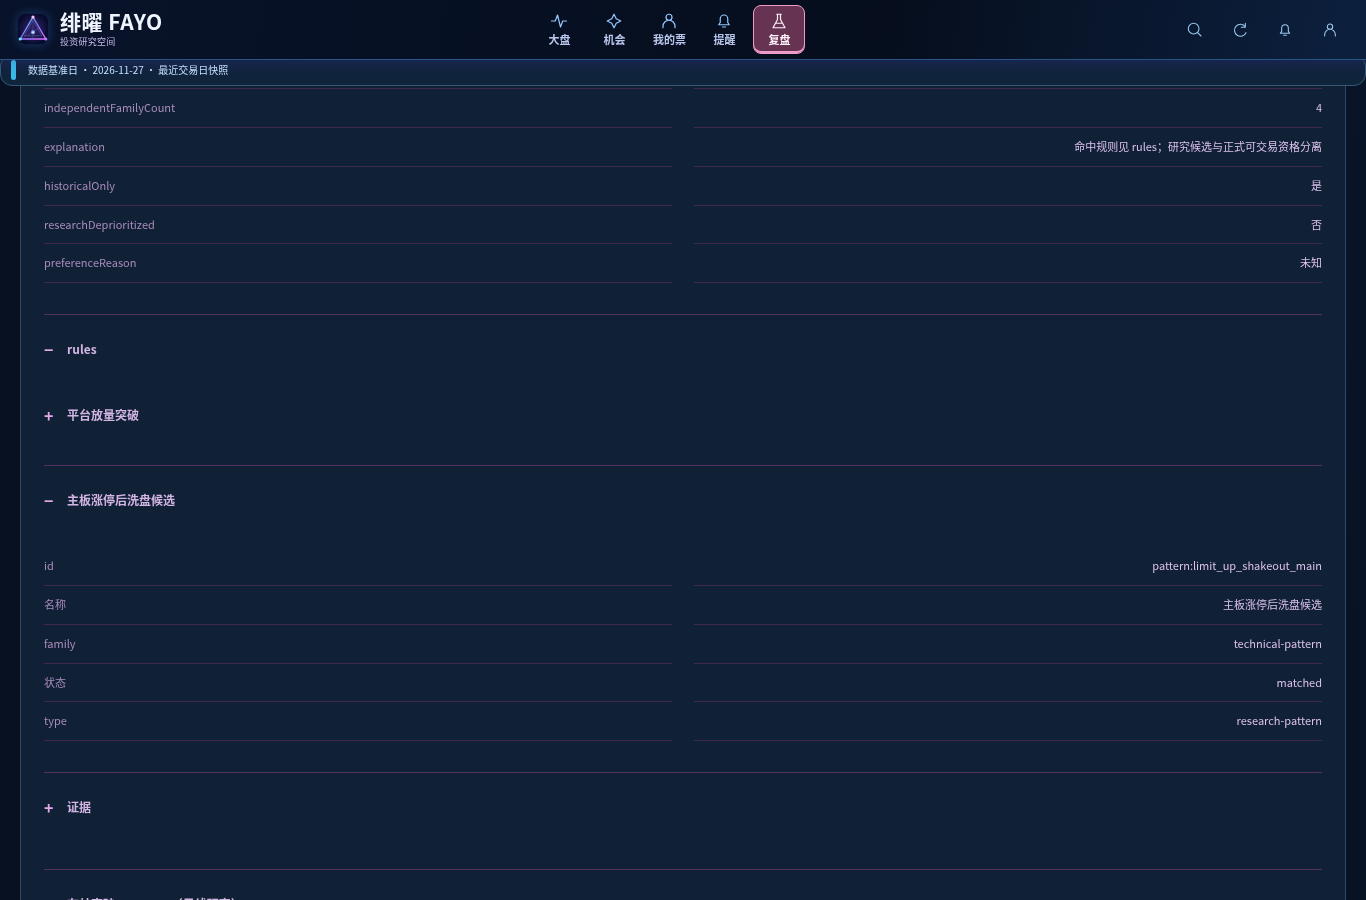 绯曜 FAYO
投资研究空间
大盘
机会
我的票
提醒
复盘
数据基准日 · 2026-11-27 · 最近交易日快照
independentFamilyCount 4
explanation 命中规则见 rules；研究候选与正式可交易资格分离
historicalOnly 是
researchDeprioritized 否
preferenceReason 未知
− rules
+ 平台放量突破
− 主板涨停后洗盘候选
id pattern:limit_up_shakeout_main
名称 主板涨停后洗盘候选
family technical-pattern
状态 matched
type research-pattern
+ 证据